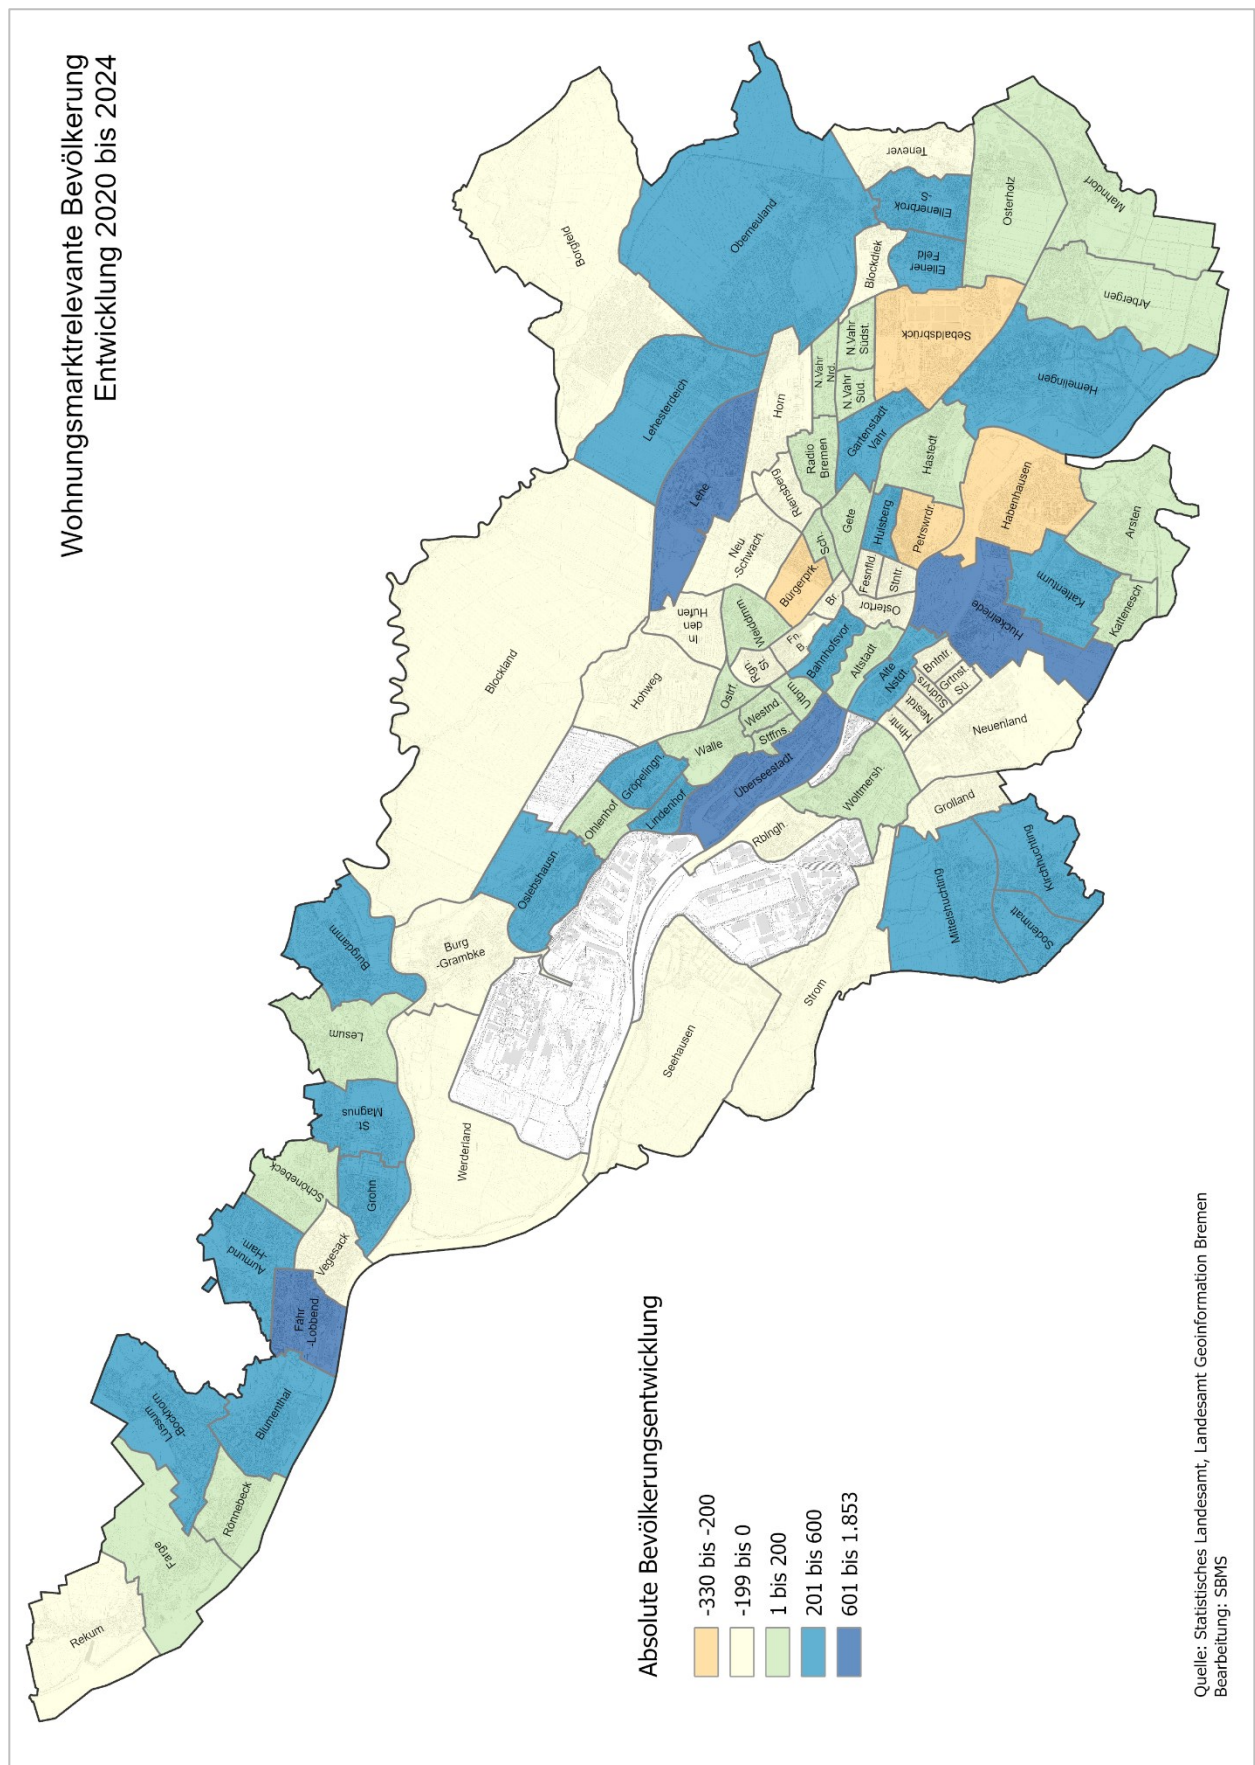 Wohnungsmarktrelevante Bevölkerung
Entwicklung 2020 bis 2024
Rekum
Farge
Rönnebeck
Lüssum
-Bockhorn
Blumenthal
Fähr
-Lobbend.
Aumund
-Ham.
Vegesack
Schönebeck
Grohn
St
Magnus
Lesum
Burgdamm
Werderland
Burg
-Grambke
Blockland
Oslebshausn.
Ohlenhof
Gröpelingn.
Lindenhof
Seehausen
Strom
Rblngh.
Überseestadt
Walle
Westnd.
Stffns.
Utbrm.
Ostrf.
Hohweg
In
den
Hufen
Weiddmm
Rgn.
St.
Fn.
B.
Bürgerprk.
Neu
-Schwach.
Lehe
Lehesterdeich
Borgfeld
Oberneuland
Horn
Riensberg
Radio
Bremen
Sch.-
Gete
Br.
Bahnhofsvor.
Altstadt
Ostertor
Fesnfld.
Stntr.
Hulsberg
Petrswrdr.
Hastedt
Gartenstadt
Vahr
N.Vahr
Nrd.
N.Vahr
Süd.
N.Vahr
Südst.
Blockdiek
Ellener
Feld
Ellenerbrok
-S
Tenever
Osterholz
Mahndorf
Arbergen
Sebaldsbrück
Hemelingen
Habenhausen
Arsten
Kattenturm
Kattenesch
Huckelriede
Alte
Nstdt.
Bntntr.
Grtnst.
Sü.
Südrvs
Nestdt
Hhntr
Neuenland
Woltmersh.
Grolland
Mittelshuchting
Kirchhuchting
Sodenmatt
Absolute Bevölkerungsentwicklung
-330 bis -200
-199 bis 0
1 bis 200
201 bis 600
601 bis 1.853
Quelle: Statistisches Landesamt, Landesamt Geoinformation Bremen
Bearbeitung: SBMS